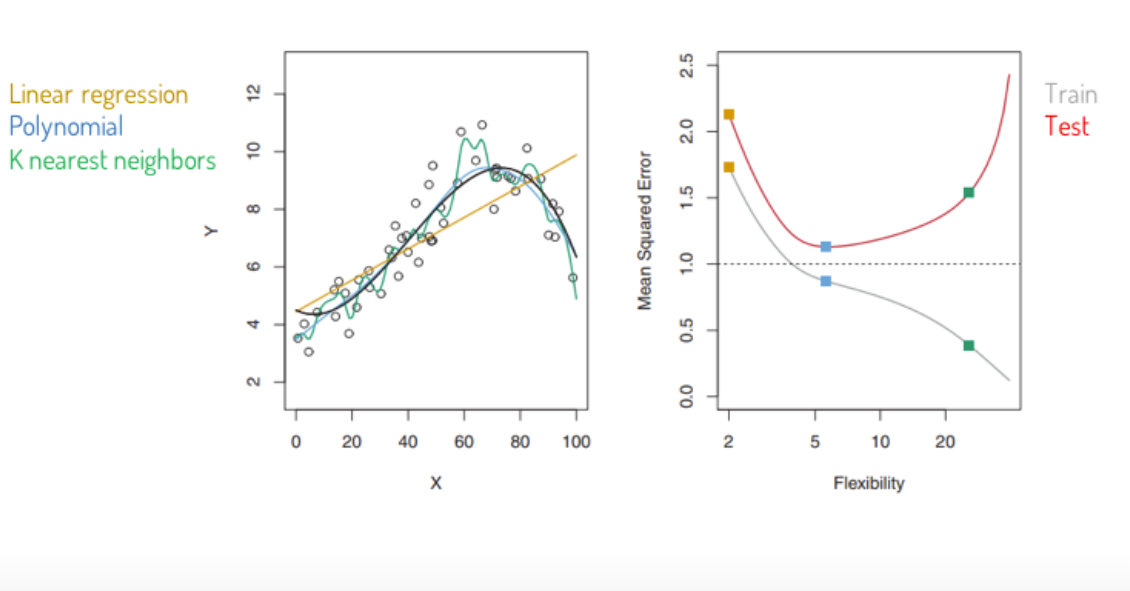 Linear regression
Polynomial
K nearest neighbors
12
10
8
6
4
2
Y
0 20 40 60 80 100
X
2.5
2.0
1.5
1.0
0.5
0.0
Mean Squared Error
2 5 10 20
Flexibility
Train
Test